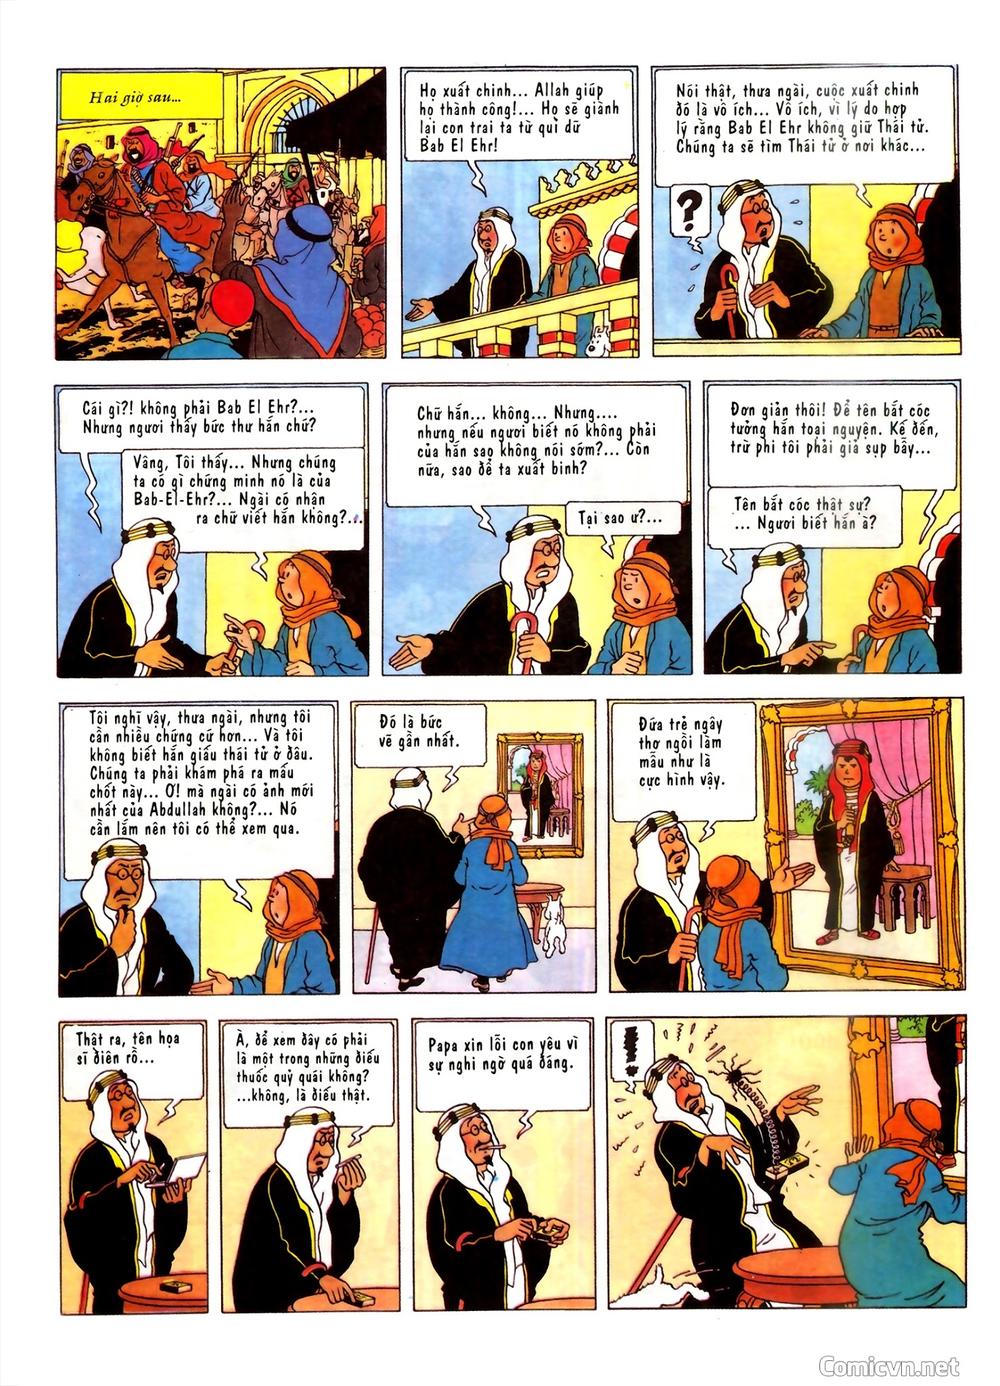 Hai giờ sau...
Họ xuất chinh... Allah giúp
họ thành công!... Họ sẽ giành
lại con trai ta từ quỉ dữ
Bab El Ehr!
Nói thật, thưa ngài, cuộc xuất chinh
đó là vô ích... Vô ích, vì lý do hợp
lý rằng Bab El Ehr không giữ Thái tử.
Chúng ta sẽ tìm Thái tử ở nơi khác...
?
Cái gì?! không phải Bab El Ehr?...
Nhưng ngươi thấy bức thư hắn chứ?
Vâng, Tôi thấy... Nhưng chúng
ta có gì chứng minh nó là của
Bab-El-Ehr?... Ngài có nhận
ra chữ viết hắn không?...
Chữ hắn... không... Nhưng....
nhưng nếu ngươi biết nó không phải
của hắn sao không nói sớm?... Còn
nữa, sao để ta xuất binh?
Tại sao ư?...
Đơn giản thôi! Để tên bắt cóc
tưởng hắn toại nguyện. Kế đến,
trừ phi tôi phải giả sụp bẫy...
Tên bắt cóc thật sự?
... Ngươi biết hắn à?
Tôi nghĩ vậy, thưa ngài, nhưng tôi
cần nhiều chứng cứ hơn... Và tôi
không biết hắn giấu thái tử ở đâu.
Chúng ta phải khám phá ra mấu
chốt này... Ơ! mà ngài có ảnh mới
nhất của Abdullah không?... Nó
cần lắm nên tôi có thể xem qua.
Đó là bức
vẽ gần nhất.
Đứa trẻ ngây
thơ ngồi làm
mẫu như là
cực hình vậy.
Thật ra, tên họa
sĩ điên rồ...
À, để xem đây có phải
là một trong những điếu
thuốc quỷ quái không?
...không, là điếu thật.
Papa xin lỗi con yêu vì
sự nghi ngờ quá đáng.
!
Comicvn.net